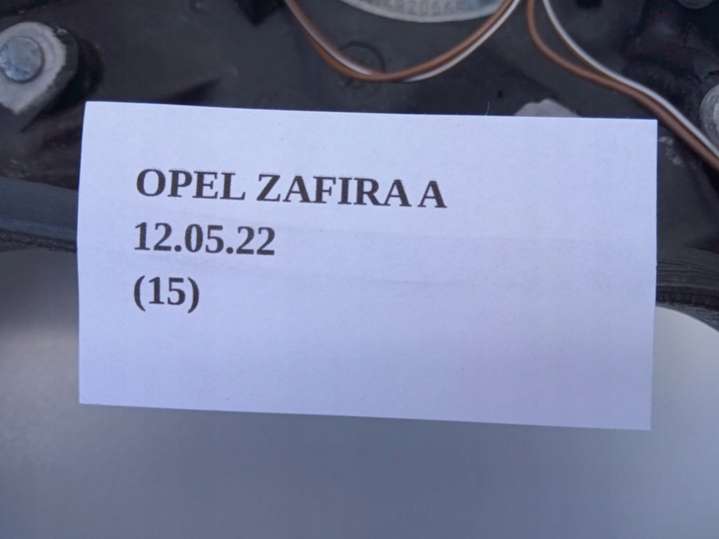 OPEL ZAFIRA A
12.05.22
(15)